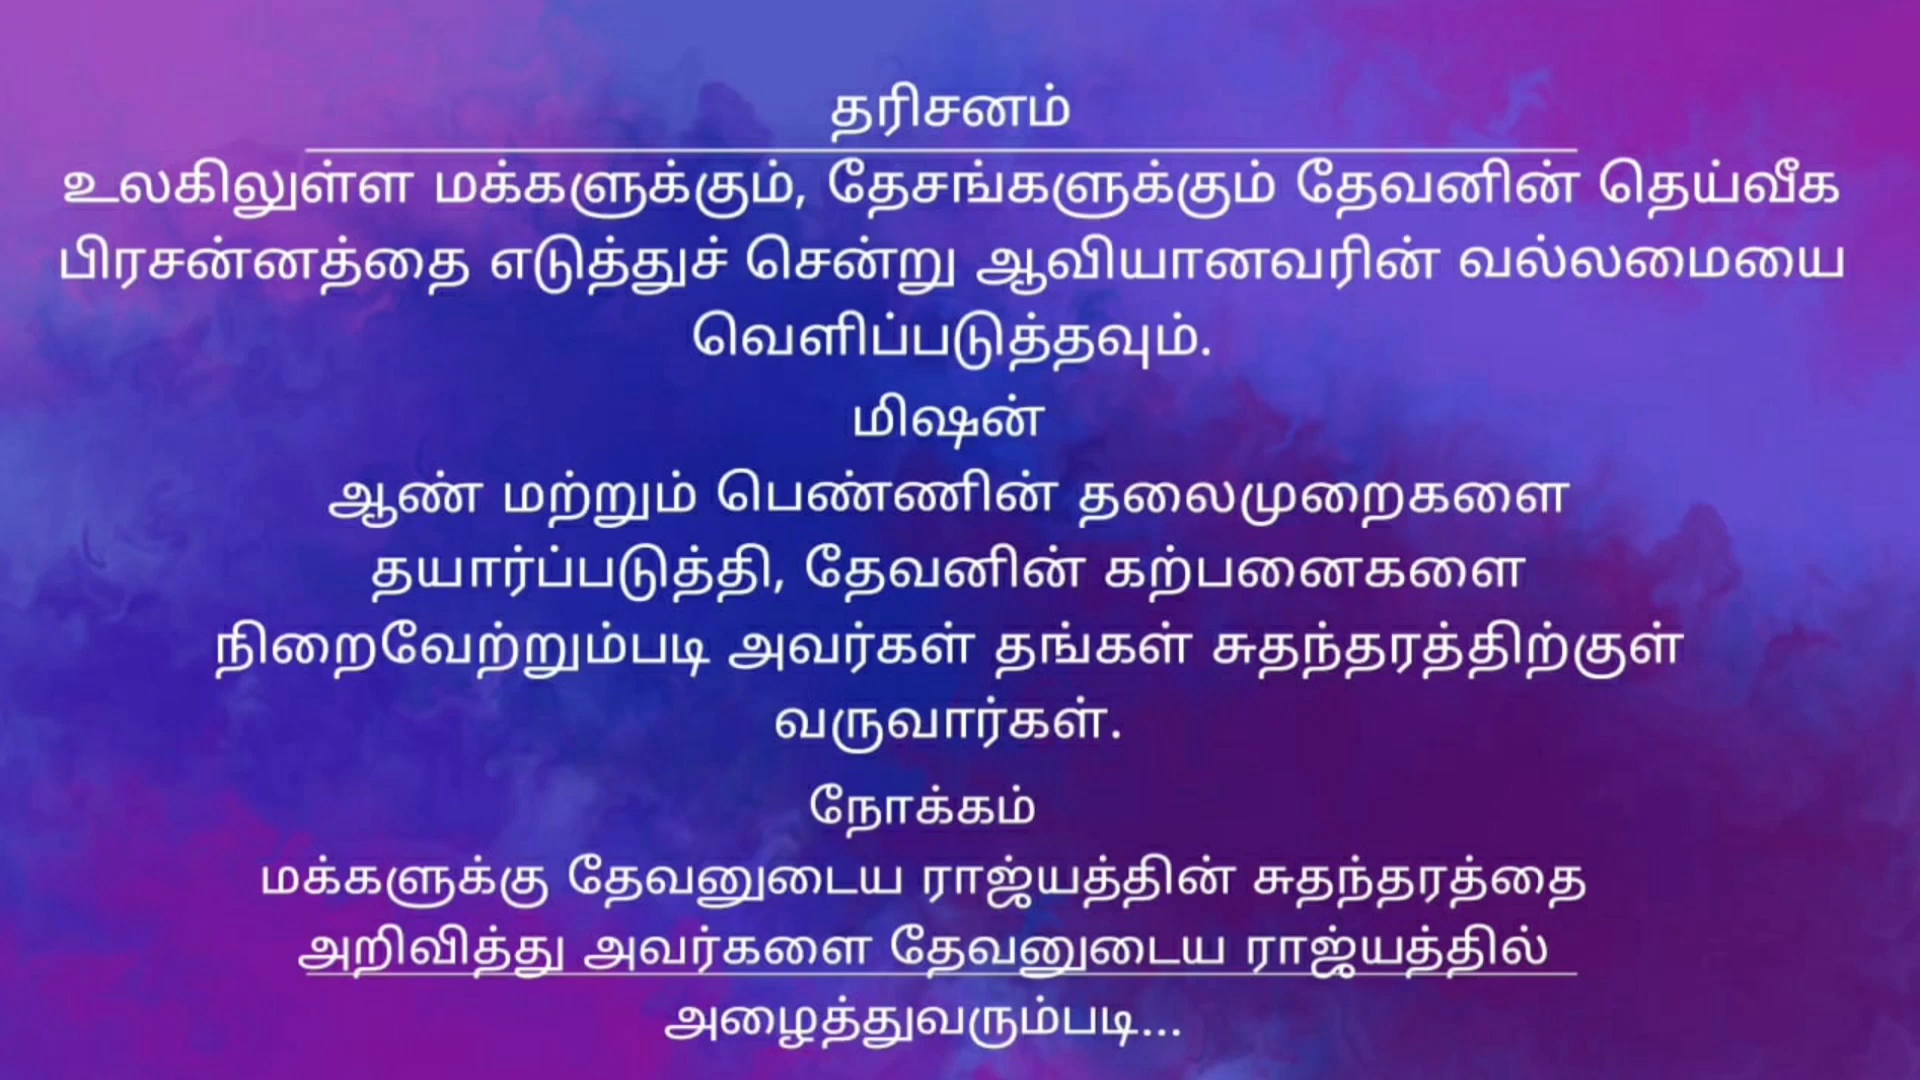 தரிசனம்
உலகிலுள்ள மக்களுக்கும், தேசங்களுக்கும் தேவனின் தெய்வீக
பிரசன்னத்தை எடுத்துச் சென்று ஆவியானவரின் வல்லமையை
வெளிப்படுத்தவும்.
மிஷன்
ஆண் மற்றும் பெண்ணின் தலைமுறைகளை
தயார்ப்படுத்தி, தேவனின் கற்பனைகளை
நிறைவேற்றும்படி அவர்கள் தங்கள் சுதந்தரத்திற்குள்
வருவார்கள்.
நோக்கம்
மக்களுக்கு தேவனுடைய ராஜ்யத்தின் சுதந்தரத்தை
அறிவித்து அவர்களை தேவனுடைய ராஜ்யத்தில்
அழைத்துவரும்படி...